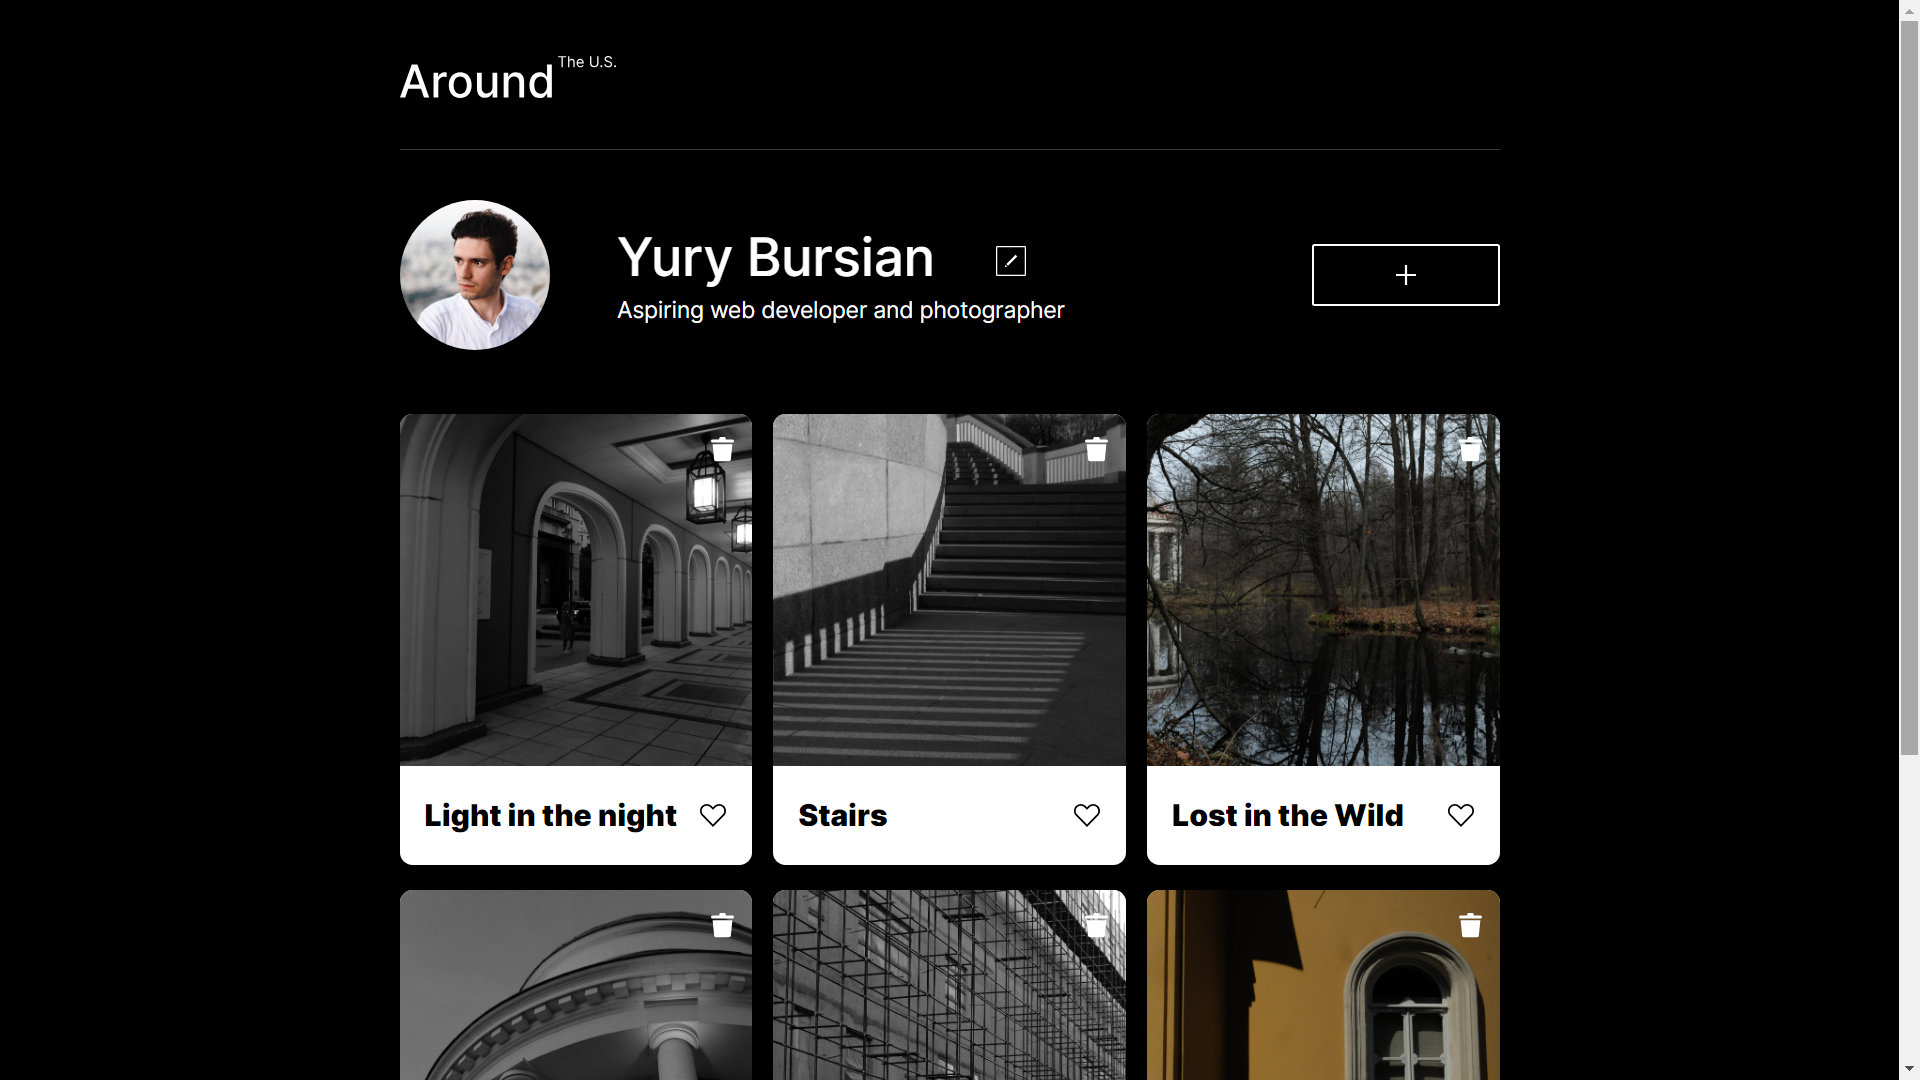 Around The U.S.
Yury Bursian
Aspiring web developer and photographer
Light in the night
Stairs
Lost in the Wild